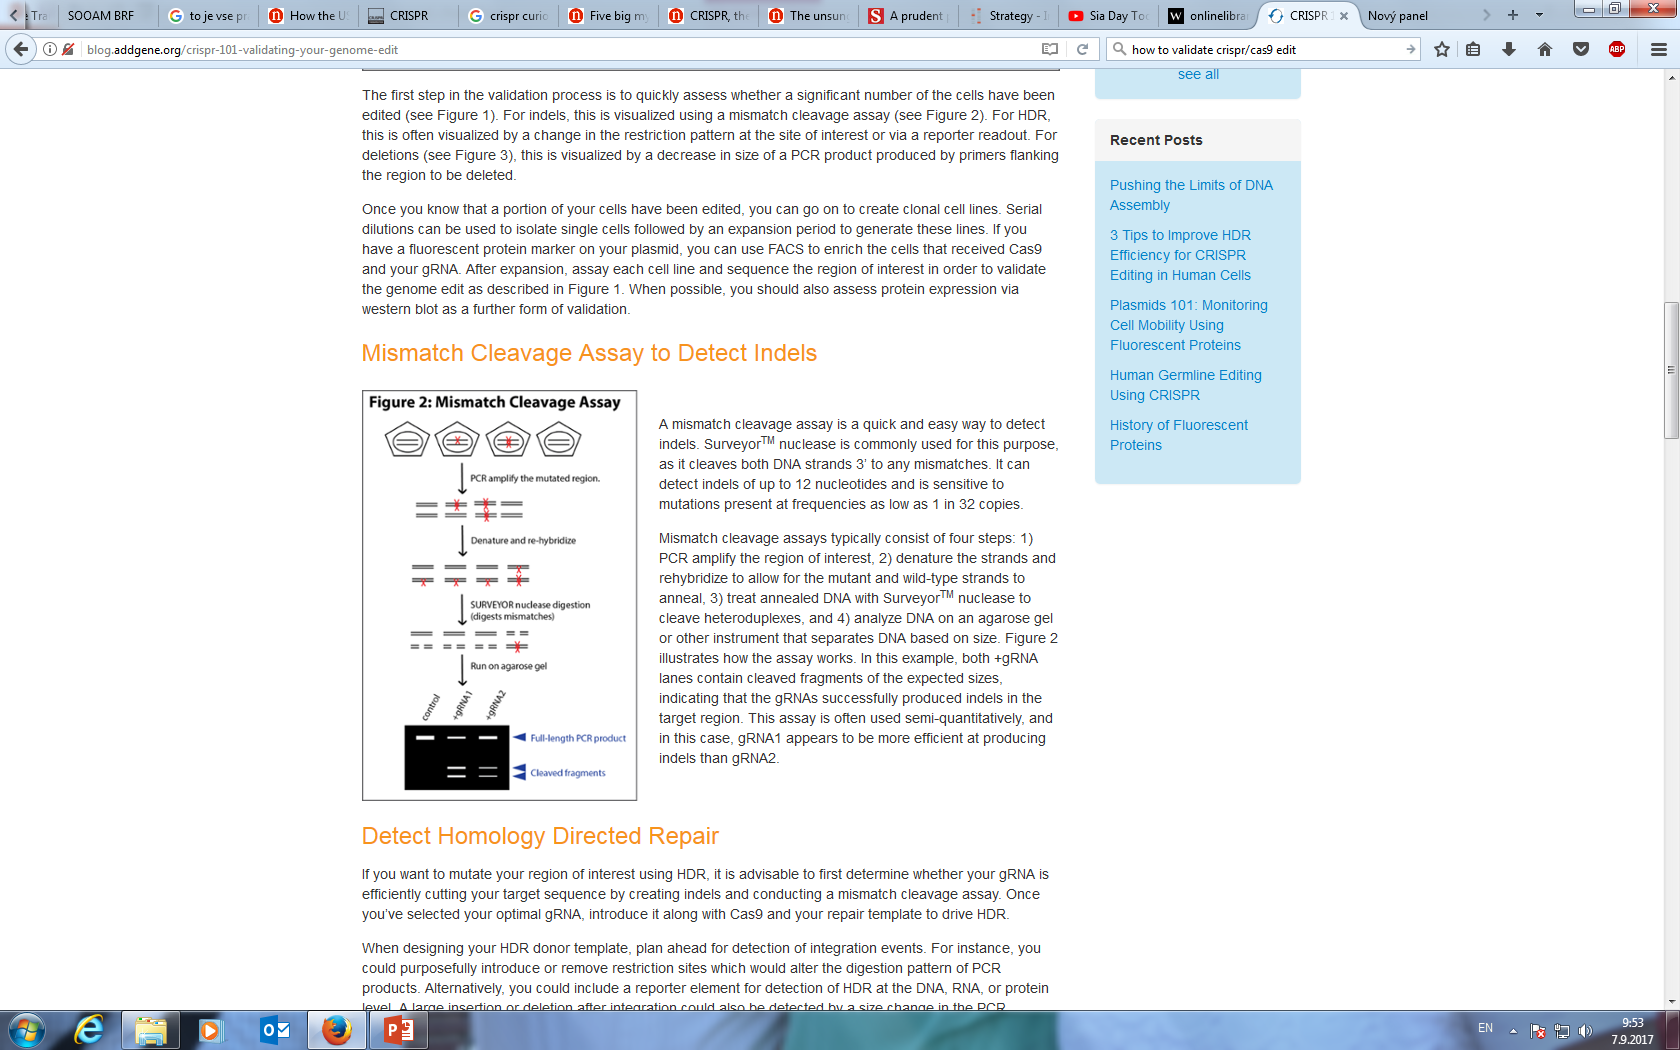 Tra
SOOAM BRF
to je vse pr
How the U
CRISPR
crispr curio
Five big my
CRISPR, the
The unsun
A prudent
Strategy - I
Sia Day Too
onlinelibra
CRISPR
Nový panel
blog.addgene.org/crispr-101-validating-your-genome-edit
how to validate crispr/cas9 edit
ABP
The first step in the validation process is to quickly assess whether a significant number of the cells have been
edited (see Figure 1). For indels, this is visualized using a mismatch cleavage assay (see Figure 2). For HDR,
this is often visualized by a change in the restriction pattern at the site of interest or via a reporter readout. For
deletions (see Figure 3), this is visualized by a decrease in size of a PCR product produced by primers flanking
the region to be deleted.
Once you know that a portion of your cells have been edited, you can go on to create clonal cell lines. Serial
dilutions can be used to isolate single cells followed by an expansion period to generate these lines. If you
have a fluorescent protein marker on your plasmid, you can use FACS to enrich the cells that received Cas9
and your gRNA. After expansion, assay each cell line and sequence the region of interest in order to validate
the genome edit as described in Figure 1. When possible, you should also assess protein expression via
western blot as a further form of validation.
Mismatch Cleavage Assay to Detect Indels
Figure 2: Mismatch Cleavage Assay
PCR amplify the mutated region.
Denature and re-hybridize
SURVEYOR nuclease digestion
(digests mismatches)
Run on agarose gel
control
+gRNA1
+gRNA2
Full-length PCR product
Cleaved fragments
A mismatch cleavage assay is a quick and easy way to detect
indels. Surveyor™ nuclease is commonly used for this purpose,
as it cleaves both DNA strands 3' to any mismatches. It can
detect indels of up to 12 nucleotides and is sensitive to
mutations present at frequencies as low as 1 in 32 copies.
Mismatch cleavage assays typically consist of four steps: 1)
PCR amplify the region of interest, 2) denature the strands and
rehybridize to allow for the mutant and wild-type strands to
anneal, 3) treat annealed DNA with Surveyor™ nuclease to
cleave heteroduplexes, and 4) analyze DNA on an agarose gel
or other instrument that separates DNA based on size. Figure 2
illustrates how the assay works. In this example, both +gRNA
lanes contain cleaved fragments of the expected sizes,
indicating that the gRNAs successfully produced indels in the
target region. This assay is often used semi-quantitatively, and
in this case, gRNA1 appears to be more efficient at producing
indels than gRNA2.
Detect Homology Directed Repair
If you want to mutate your region of interest using HDR, it is advisable to first determine whether your gRNA is
efficiently cutting your target sequence by creating indels and conducting a mismatch cleavage assay. Once
you've selected your optimal gRNA, introduce it along with Cas9 and your repair template to drive HDR.
When designing your HDR donor template, plan ahead for detection of integration events. For instance, you
could purposefully introduce or remove restriction sites which would alter the digestion pattern of PCR
products. Alternatively, you could include a reporter element for detection of HDR at the DNA, RNA, or protein
level. A large insertion or deletion after integration could also be detected by a size change in the PCR
see all
Recent Posts
Pushing the Limits of DNA
Assembly
3 Tips to Improve HDR
Efficiency for CRISPR
Editing in Human Cells
Plasmids 101: Monitoring
Cell Mobility Using
Fluorescent Proteins
Human Germline Editing
Using CRISPR
History of Fluorescent
Proteins
EN
9:53
7.9.2017